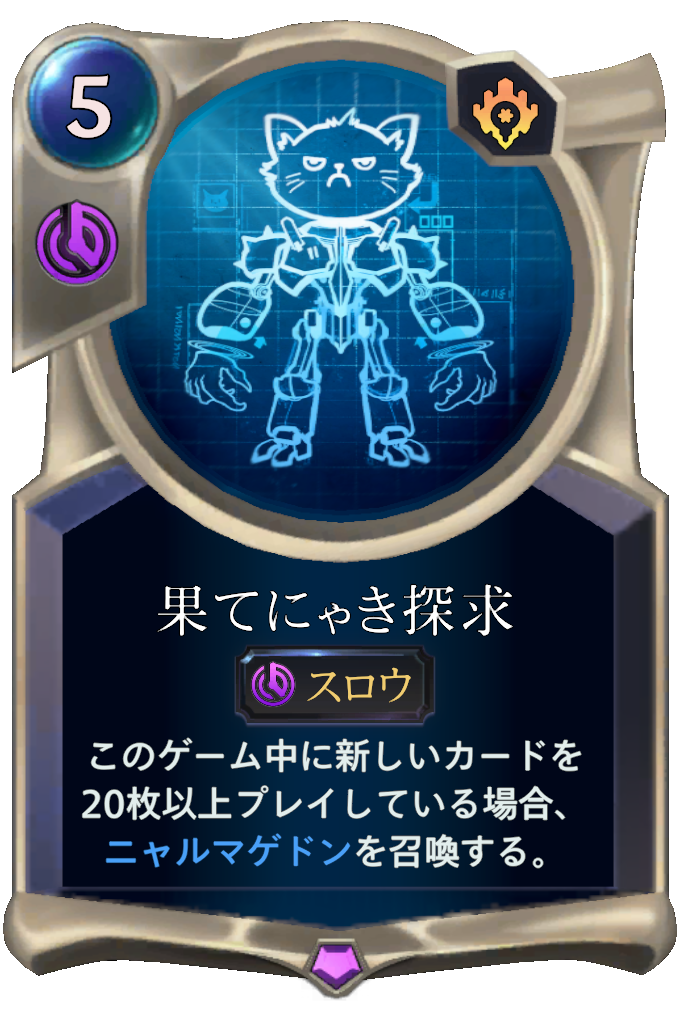 5
果てにゃき探求
スロウ
このゲーム中に新しいカードを
20枚以上プレイしている場合、
ニャルマゲドンを召喚する。